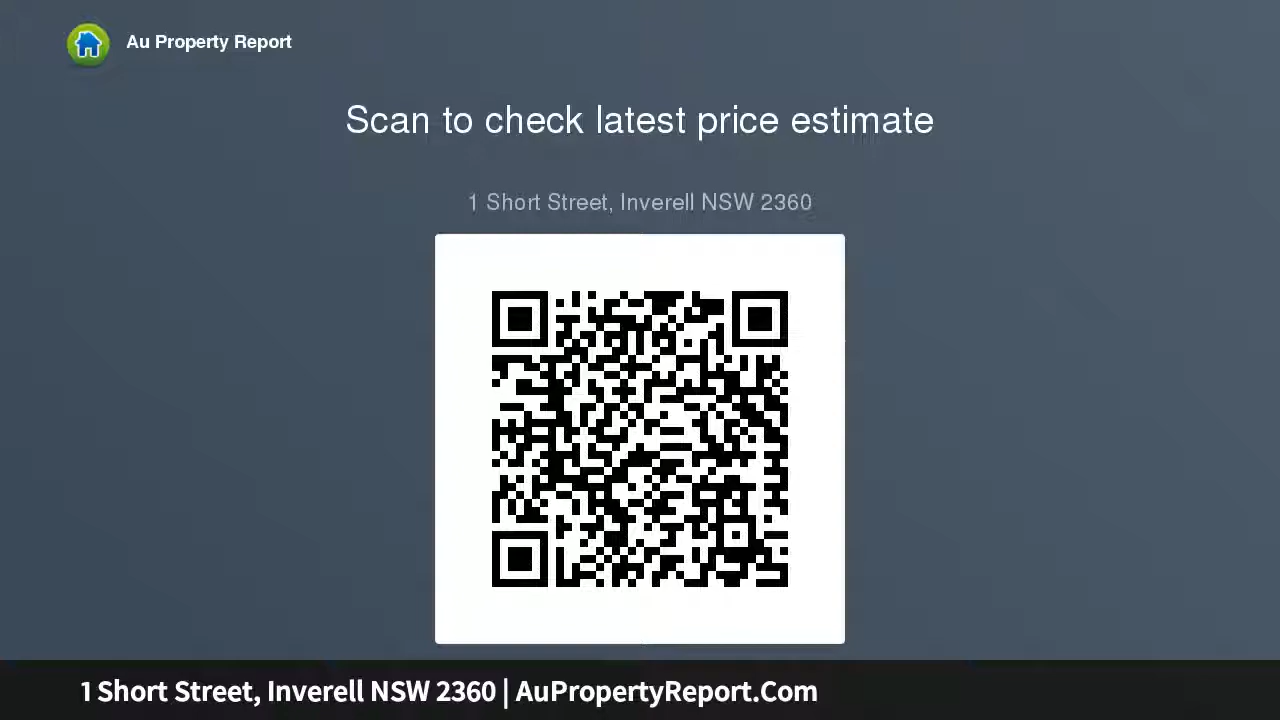 Au Property Report
Scan to check latest price estimate
1 Short Street, Inverell NSW 2360
1 Short Street, Inverell NSW 2360 | AuPropertyReport.Com